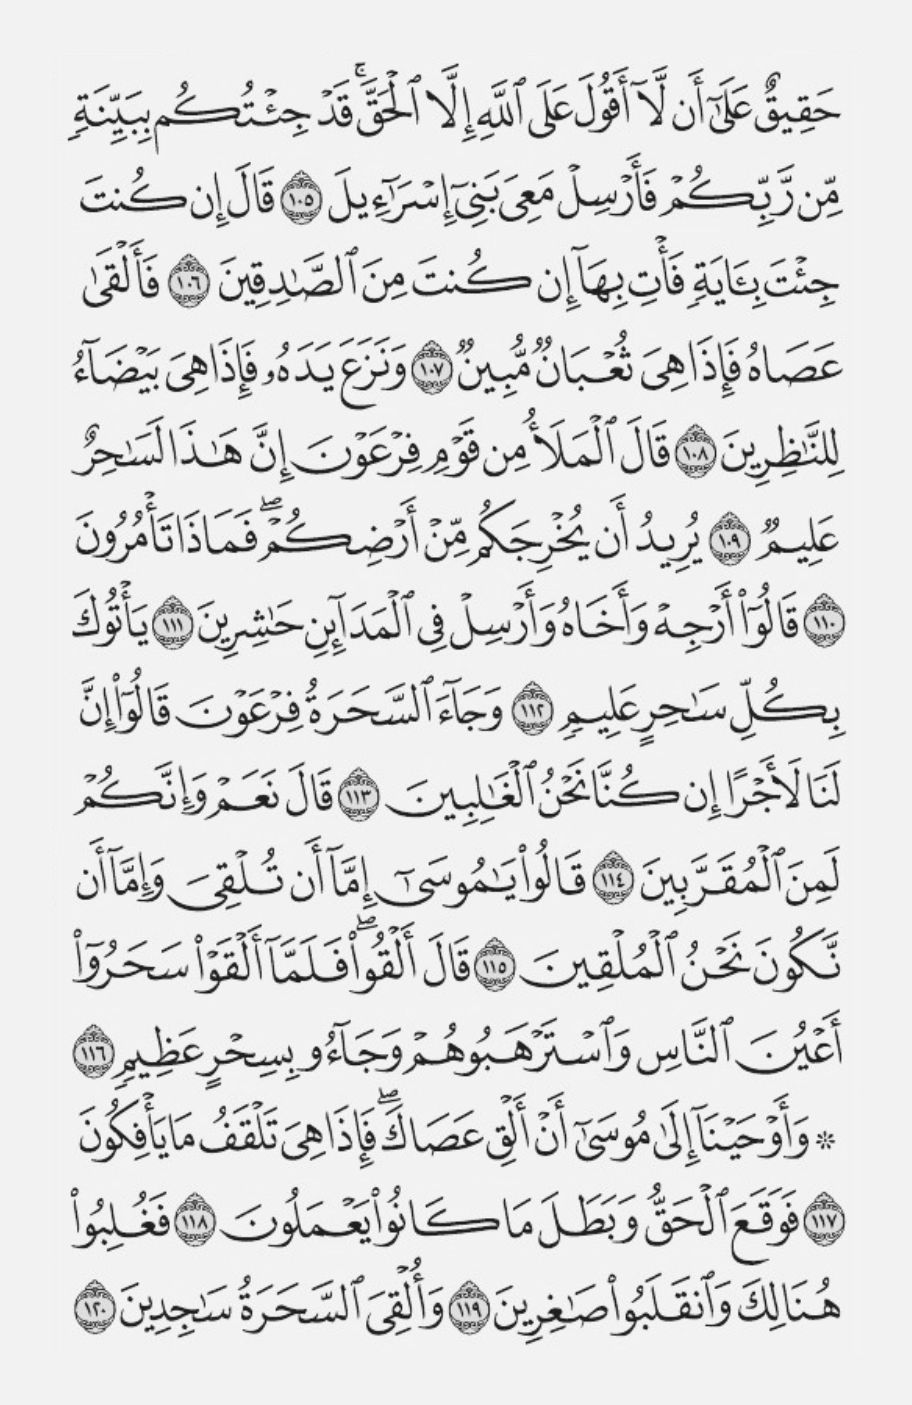 حَقِيقٌ عَلَىٰٓ أَن لَّآ أَقُولَ عَلَى ٱللَّهِ إِلَّا ٱلْحَقَّۚ قَدْ جِئْتُكُم بِبَيِّنَةٍ
مِّن رَّبِّكُمْ فَأَرْسِلْ مَعِىَ بَنِىٓ إِسْرَٰٓءِيلَ ١٠٥ قَالَ إِن كُنتَ
جِئْتَ بِـَٔايَةٍ فَأْتِ بِهَآ إِن كُنتَ مِنَ ٱلصَّـٰدِقِينَ ١٠٦ فَأَلْقَىٰ
عَصَاهُ فَإِذَا هِىَ ثُعْبَانٌ مُّبِينٌ ١٠٧ وَنَزَعَ يَدَهُۥ فَإِذَا هِىَ بَيْضَآءُ
لِلنَّـٰظِرِينَ ١٠٨ قَالَ ٱلْمَلَأُ مِن قَوْمِ فِرْعَوْنَ إِنَّ هَـٰذَا لَسَـٰحِرٌ
عَلِيمٌ ١٠٩ يُرِيدُ أَن يُخْرِجَكُم مِّنْ أَرْضِكُمْۖ فَمَاذَا تَأْمُرُونَ
١١٠ قَالُوٓا۟ أَرْجِهْ وَأَخَاهُ وَأَرْسِلْ فِى ٱلْمَدَآئِنِ حَـٰشِرِينَ ١١١ يَأْتُوكَ
بِكُلِّ سَـٰحِرٍ عَلِيمٍ ١١٢ وَجَآءَ ٱلسَّحَرَةُ فِرْعَوْنَ قَالُوٓا۟ إِنَّ
لَنَا لَأَجْرًا إِن كُنَّا نَحْنُ ٱلْغَـٰلِبِينَ ١١٣ قَالَ نَعَمْ وَإِنَّكُمْ
لَمِنَ ٱلْمُقَرَّبِينَ ١١٤ قَالُوا۟ يَـٰمُوسَىٰٓ إِمَّآ أَن تُلْقِىَ وَإِمَّآ أَن
نَّكُونَ نَحْنُ ٱلْمُلْقِينَ ١١٥ قَالَ أَلْقُوا۟ۖ فَلَمَّآ أَلْقَوْا۟ سَحَرُوٓا۟
أَعْيُنَ ٱلنَّاسِ وَٱسْتَرْهَبُوهُمْ وَجَآءُو بِسِحْرٍ عَظِيمٍ ١١٦
۞ وَأَوْحَيْنَآ إِلَىٰ مُوسَىٰٓ أَنْ أَلْقِ عَصَاكَۖ فَإِذَا هِىَ تَلْقَفُ مَا يَأْفِكُونَ
١١٧ فَوَقَعَ ٱلْحَقُّ وَبَطَلَ مَا كَانُوا۟ يَعْمَلُونَ ١١٨ فَغُلِبُوا۟
هُنَالِكَ وَٱنقَلَبُوا۟ صَـٰغِرِينَ ١١٩ وَأُلْقِىَ ٱلسَّحَرَةُ سَـٰجِدِينَ ١٢٠